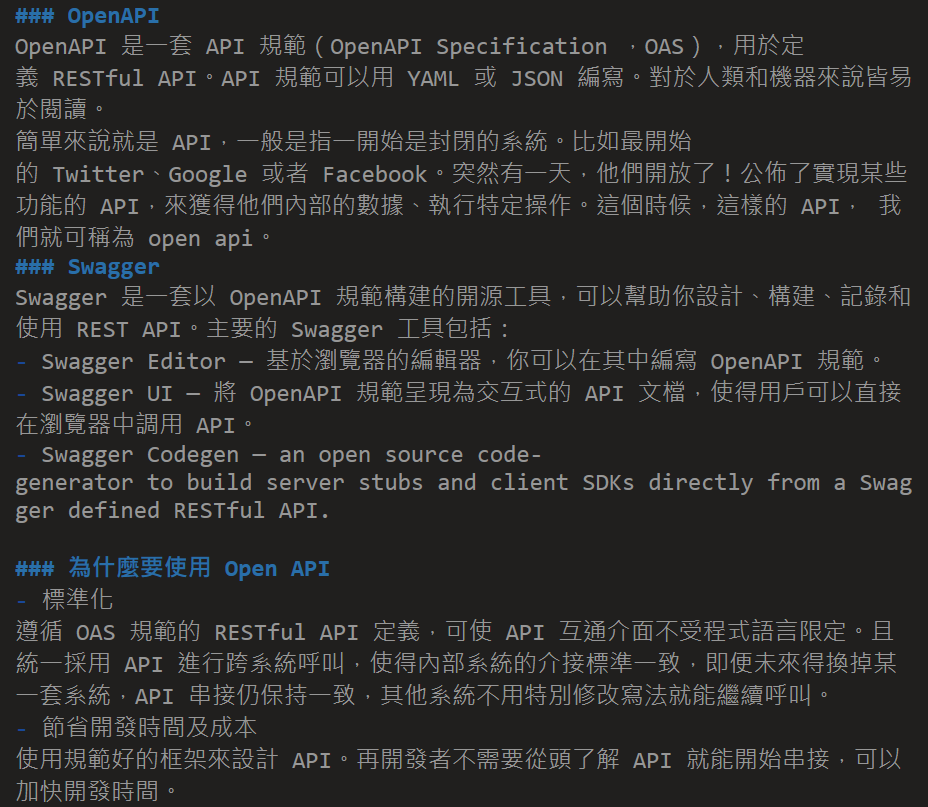 ### OpenAPI
OpenAPI 是一套 API 規範（OpenAPI Specification ，OAS），用於定
義 RESTful API。API 規範可以用 YAML 或 JSON 編寫。對於人類和機器來說皆易
於閱讀。
簡單來說就是 API，一般是指一開始是封閉的系統。比如最開始
的 Twitter、Google 或者 Facebook。突然有一天，他們開放了！公佈了實現某些
功能的 API，來獲得他們內部的數據、執行特定操作。這個時候，這樣的 API， 我
們就可稱為 open api。
### Swagger
Swagger 是一套以 OpenAPI 規範構建的開源工具，可以幫助你設計、構建、記錄和
使用 REST API。主要的 Swagger 工具包括：
- Swagger Editor – 基於瀏覽器的編輯器，你可以在其中編寫 OpenAPI 規範。
- Swagger UI – 將 OpenAPI 規範呈現為交互式的 API 文檔，使得用戶可以直接
在瀏覽器中調用 API。
- Swagger Codegen – an open source code-
generator to build server stubs and client SDKs directly from a Swag
ger defined RESTful API.
### 為什麼要使用 Open API
- 標準化
遵循 OAS 規範的 RESTful API 定義，可使 API 互通介面不受程式語言限定。且
統一採用 API 進行跨系統呼叫，使得內部系統的介接標準一致，即便未來得換掉某
一套系統，API 串接仍保持一致，其他系統不用特別修改寫法就能繼續呼叫。
- 節省開發時間及成本
使用規範好的框架來設計 API。再開發者不需要從頭了解 API 就能開始串接，可以
加快開發時間。